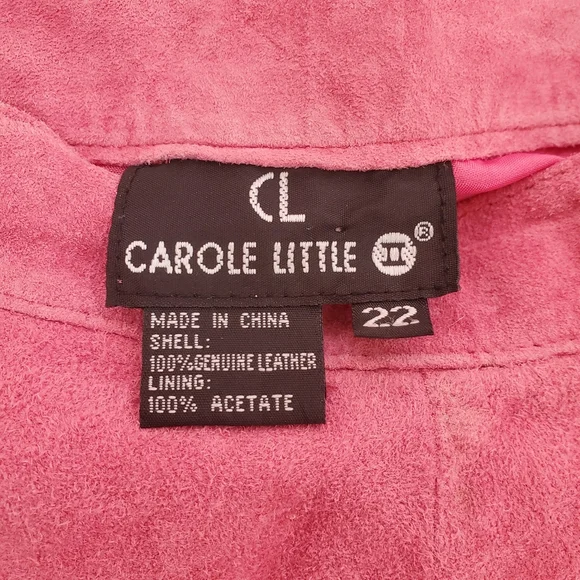 CL
CAROLE LITTLE II ®
22
MADE IN CHINA
SHELL:
100% GENUINE LEATHER
LINING:
100% ACETATE